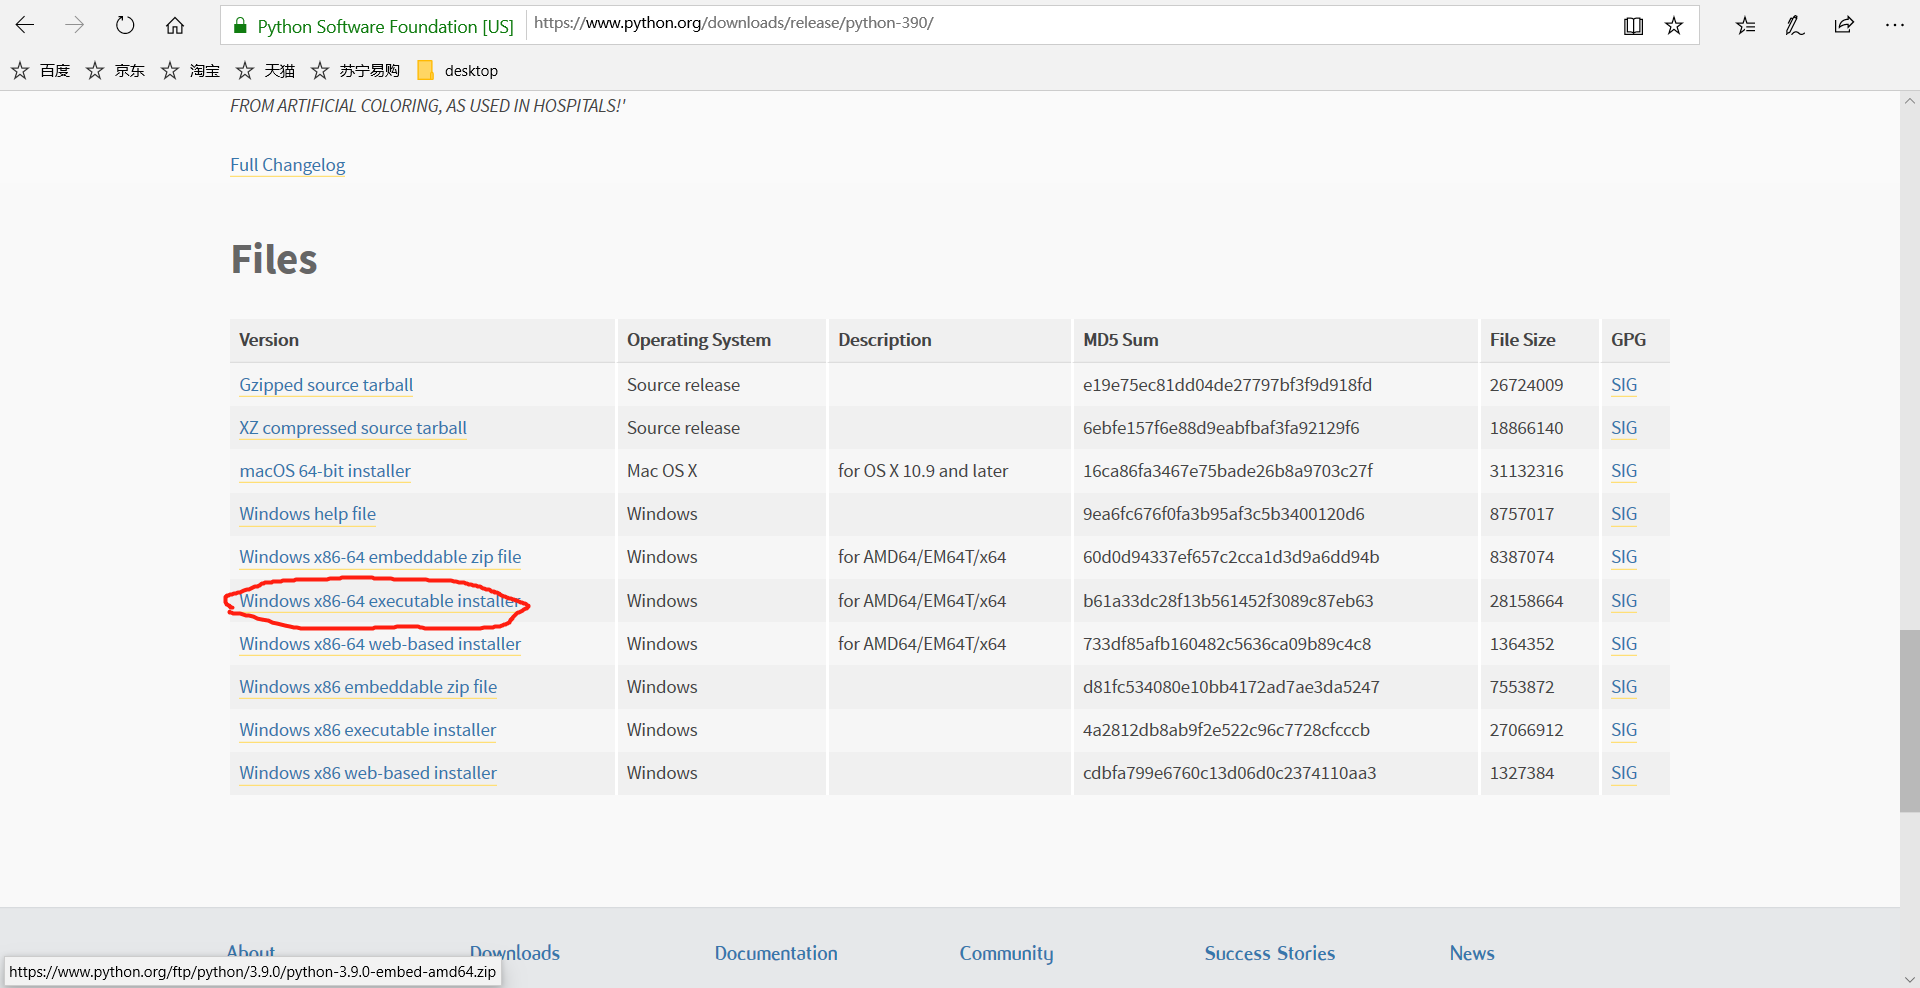 Python Software Foundation [US] https://www.python.org/downloads/release/python-390/
百度 京东 淘宝 天猫 苏宁易购 desktop
FROM ARTIFICIAL COLORING, AS USED IN HOSPITALS!'
Full Changelog
Files
Version Operating System Description MD5 Sum File Size GPG
Gzipped source tarball Source release e19e75ec81dd04de27797bf3f9d918fd 26724009 SIG
XZ compressed source tarball Source release 6ebfe157f6e88d9eabfbaf3fa92129f6 18866140 SIG
macOS 64-bit installer Mac OS X for OS X 10.9 and later 16ca86fa3467e75bade26b8a9703c27f 31132316 SIG
Windows help file Windows 9ea6fc676f0fa3b95af3c5b3400120d6 8757017 SIG
Windows x86-64 embeddable zip file Windows for AMD64/EM64T/x64 60d0d94337ef657c2cca1d3d9a6dd94b 8387074 SIG
Windows x86-64 executable installer Windows for AMD64/EM64T/x64 b61a33dc28f13b561452f3089c87eb63 28158664 SIG
Windows x86-64 web-based installer Windows for AMD64/EM64T/x64 733df85afb160482c5636ca09b89c4c8 1364352 SIG
Windows x86 embeddable zip file Windows d81fc534080e10bb4172ad7ae3da5247 7553872 SIG
Windows x86 executable installer Windows 4a2812db8ab9f2e522c96c7728cfcccb 27066912 SIG
Windows x86 web-based installer Windows cdbfa799e6760c13d06d0c2374110aa3 1327384 SIG
About Downloads Documentation Community Success Stories News
https://www.python.org/ftp/python/3.9.0/python-3.9.0-embed-amd64.zip